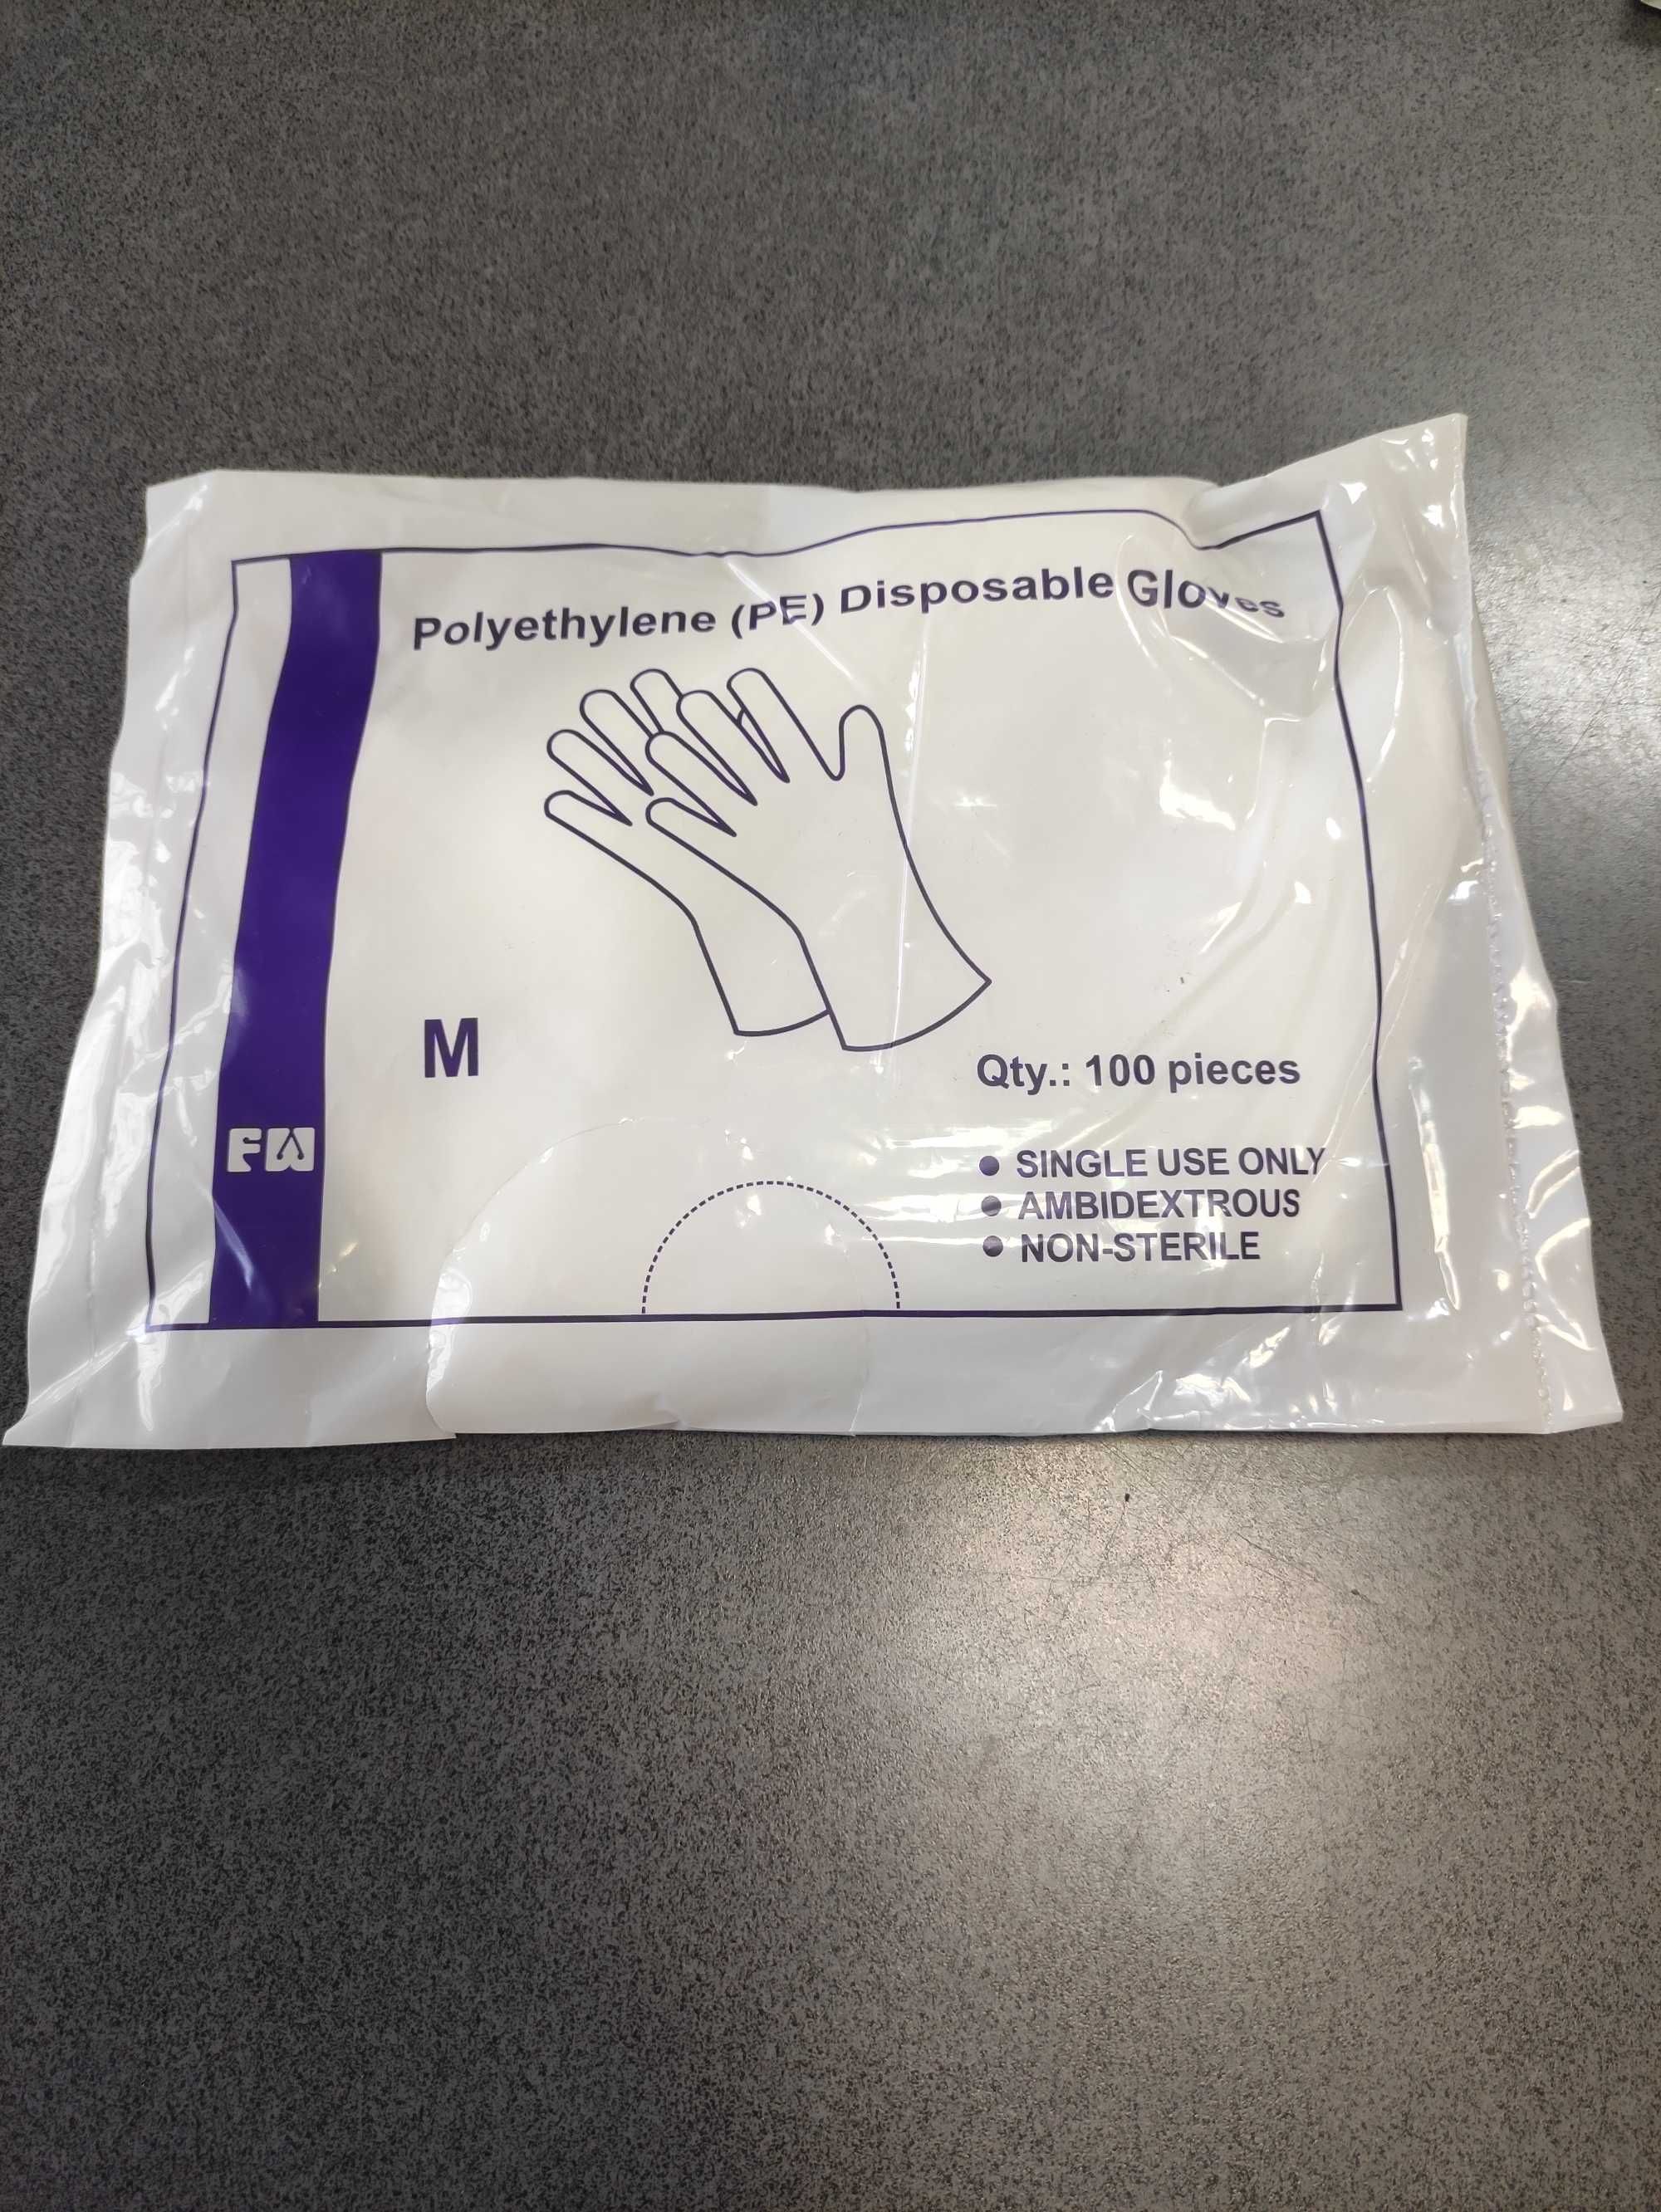 Polyethylene (PE) Disposable Gloves
M
Qty.: 100 pieces
FW
● SINGLE USE ONLY
● AMBIDEXTROUS
● NON-STERILE